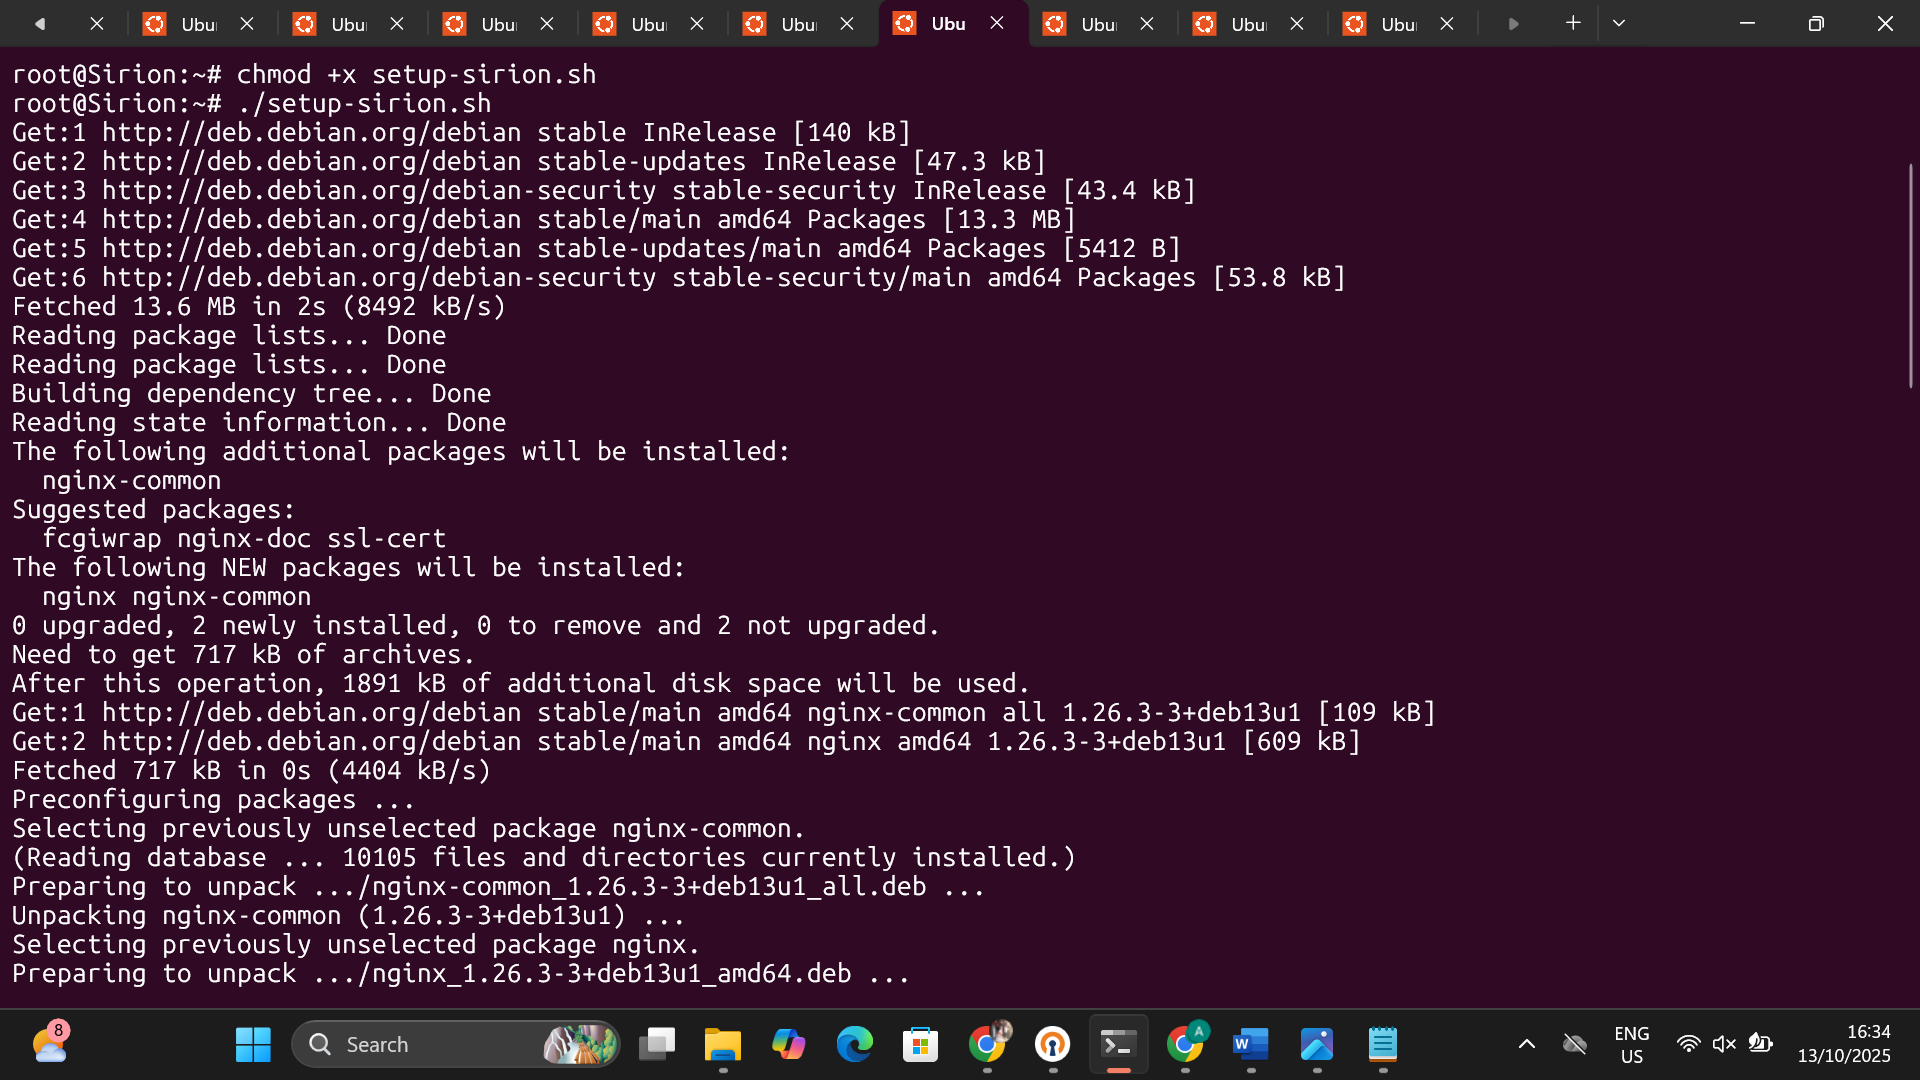 Ubu
Ubu
Ubu
Ubu
Ubu
Ubu
Ubu
Ubu
Ubu
root@Sirion:~# chmod +x setup-sirion.sh
root@Sirion:~# ./setup-sirion.sh
Get:1 http://deb.debian.org/debian stable InRelease [140 kB]
Get:2 http://deb.debian.org/debian stable-updates InRelease [47.3 kB]
Get:3 http://deb.debian.org/debian-security stable-security InRelease [43.4 kB]
Get:4 http://deb.debian.org/debian stable/main amd64 Packages [13.3 MB]
Get:5 http://deb.debian.org/debian stable-updates/main amd64 Packages [5412 B]
Get:6 http://deb.debian.org/debian-security stable-security/main amd64 Packages [53.8 kB]
Fetched 13.6 MB in 2s (8492 kB/s)
Reading package lists... Done
Reading package lists... Done
Building dependency tree... Done
Reading state information... Done
The following additional packages will be installed:
  nginx-common
Suggested packages:
  fcgiwrap nginx-doc ssl-cert
The following NEW packages will be installed:
  nginx nginx-common
0 upgraded, 2 newly installed, 0 to remove and 2 not upgraded.
Need to get 717 kB of archives.
After this operation, 1891 kB of additional disk space will be used.
Get:1 http://deb.debian.org/debian stable/main amd64 nginx-common all 1.26.3-3+deb13u1 [109 kB]
Get:2 http://deb.debian.org/debian stable/main amd64 nginx amd64 1.26.3-3+deb13u1 [609 kB]
Fetched 717 kB in 0s (4404 kB/s)
Preconfiguring packages ...
Selecting previously unselected package nginx-common.
(Reading database ... 10105 files and directories currently installed.)
Preparing to unpack .../nginx-common_1.26.3-3+deb13u1_all.deb ...
Unpacking nginx-common (1.26.3-3+deb13u1) ...
Selecting previously unselected package nginx.
Preparing to unpack .../nginx_1.26.3-3+deb13u1_amd64.deb ...
8
Search
A
W
ENG
US
16:34
13/10/2025